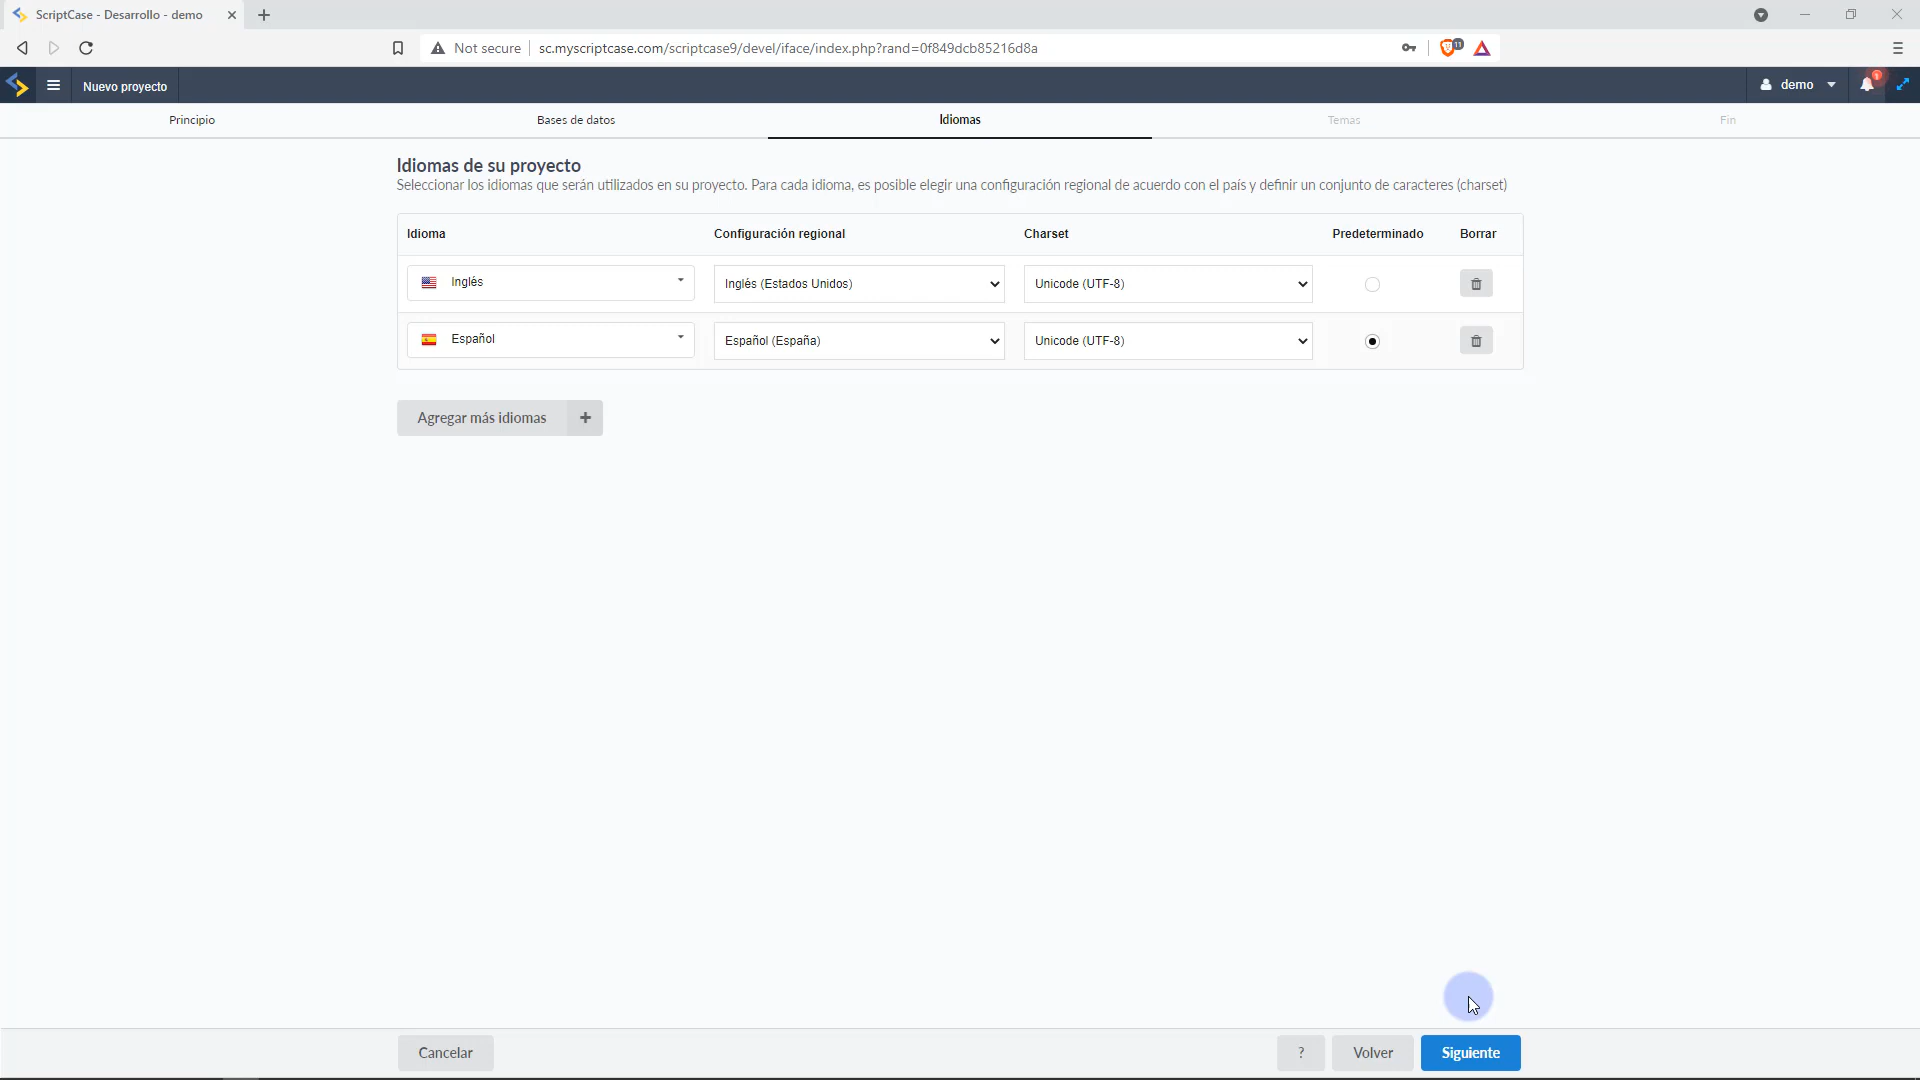 ScriptCase - Desarrollo - demo
Not secure sc.myscriptcase.com/scriptcase9/devel/iface/index.php?rand=0f849dcb85216d8a 11
Nuevo proyecto demo 1
Principio Bases de datos Idiomas Temas Fin
Idiomas de su proyecto
Seleccionar los idiomas que serán utilizados en su proyecto. Para cada idioma, es posible elegir una configuración regional de acuerdo con el país y definir un conjunto de caracteres (charset)
Idioma Configuración regional Charset Predeterminado Borrar
Inglés Inglés (Estados Unidos) Unicode (UTF-8)
Español Español (España) Unicode (UTF-8)
Agregar más idiomas +
Cancelar ? Volver Siguiente